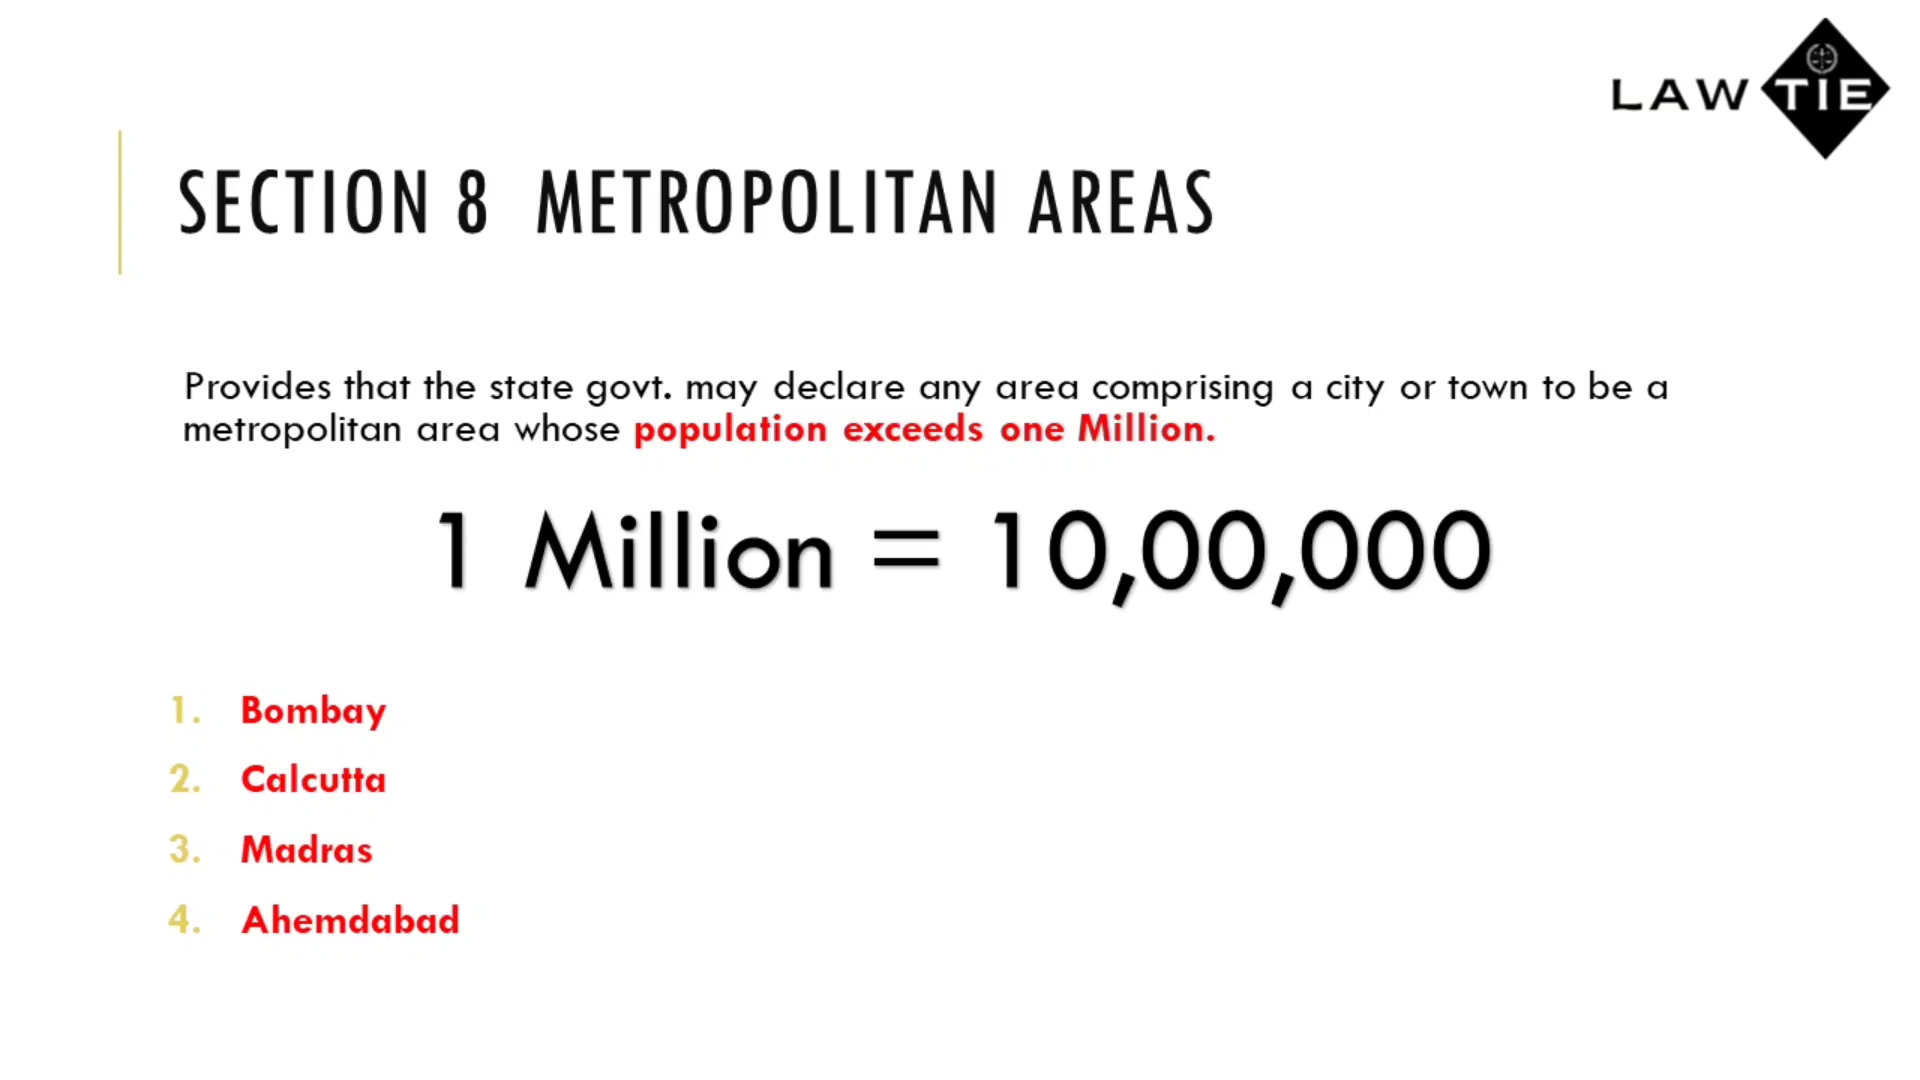 LAW TIE
SECTION 8 METROPOLITAN AREAS
Provides that the state govt. may declare any area comprising a city or town to be a
metropolitan area whose population exceeds one Million.
1 Million = 10,00,000
1. Bombay
2. Calcutta
3. Madras
4. Ahemdabad